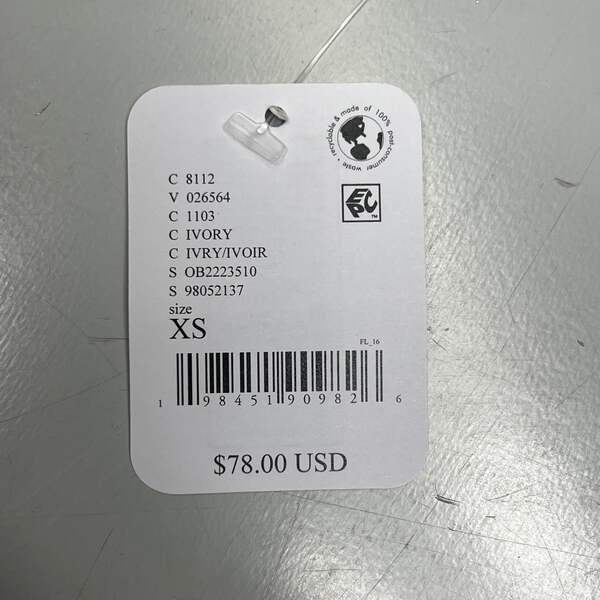 recyclable & made of 100% post-consumer waste •
C 8112
V 026564
C 1103
EPC™
C IVORY
C IVRY/IVOIR
S OB2223510
S 98052137
size
XS
FL_16
1 98451 90982 6
$78.00 USD